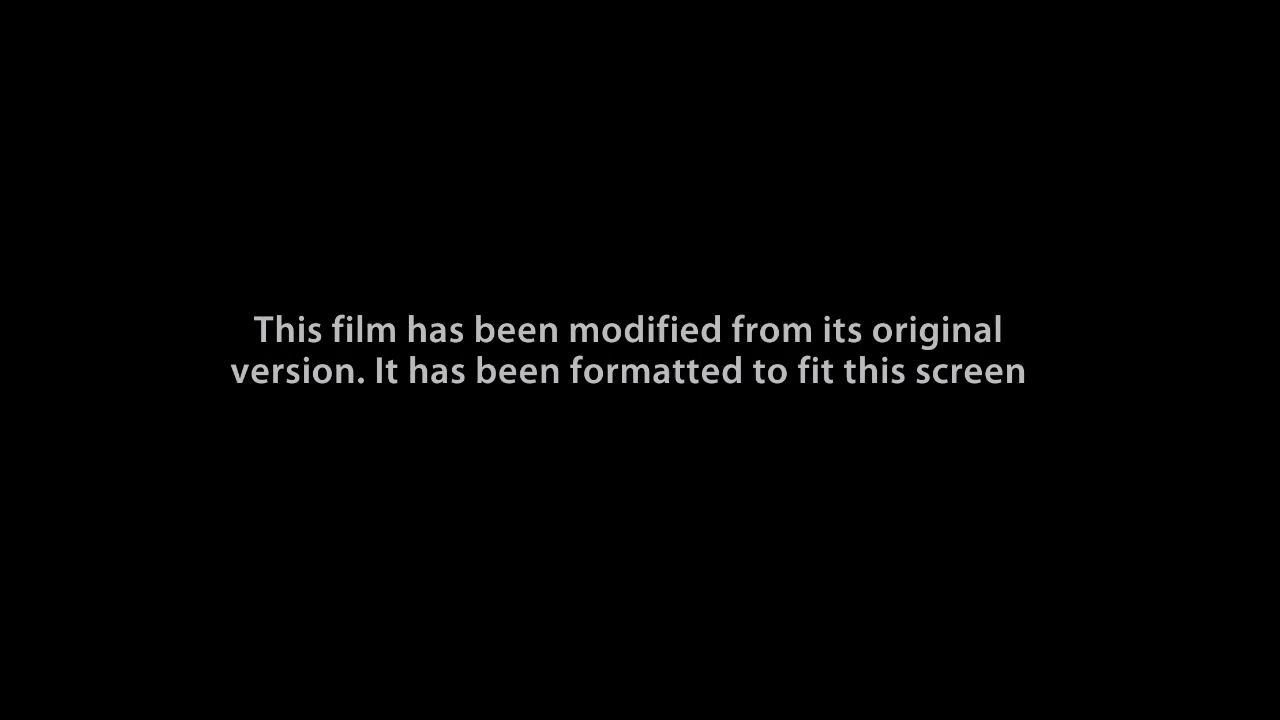 This film has been modified from its original
version. It has been formatted to fit this screen